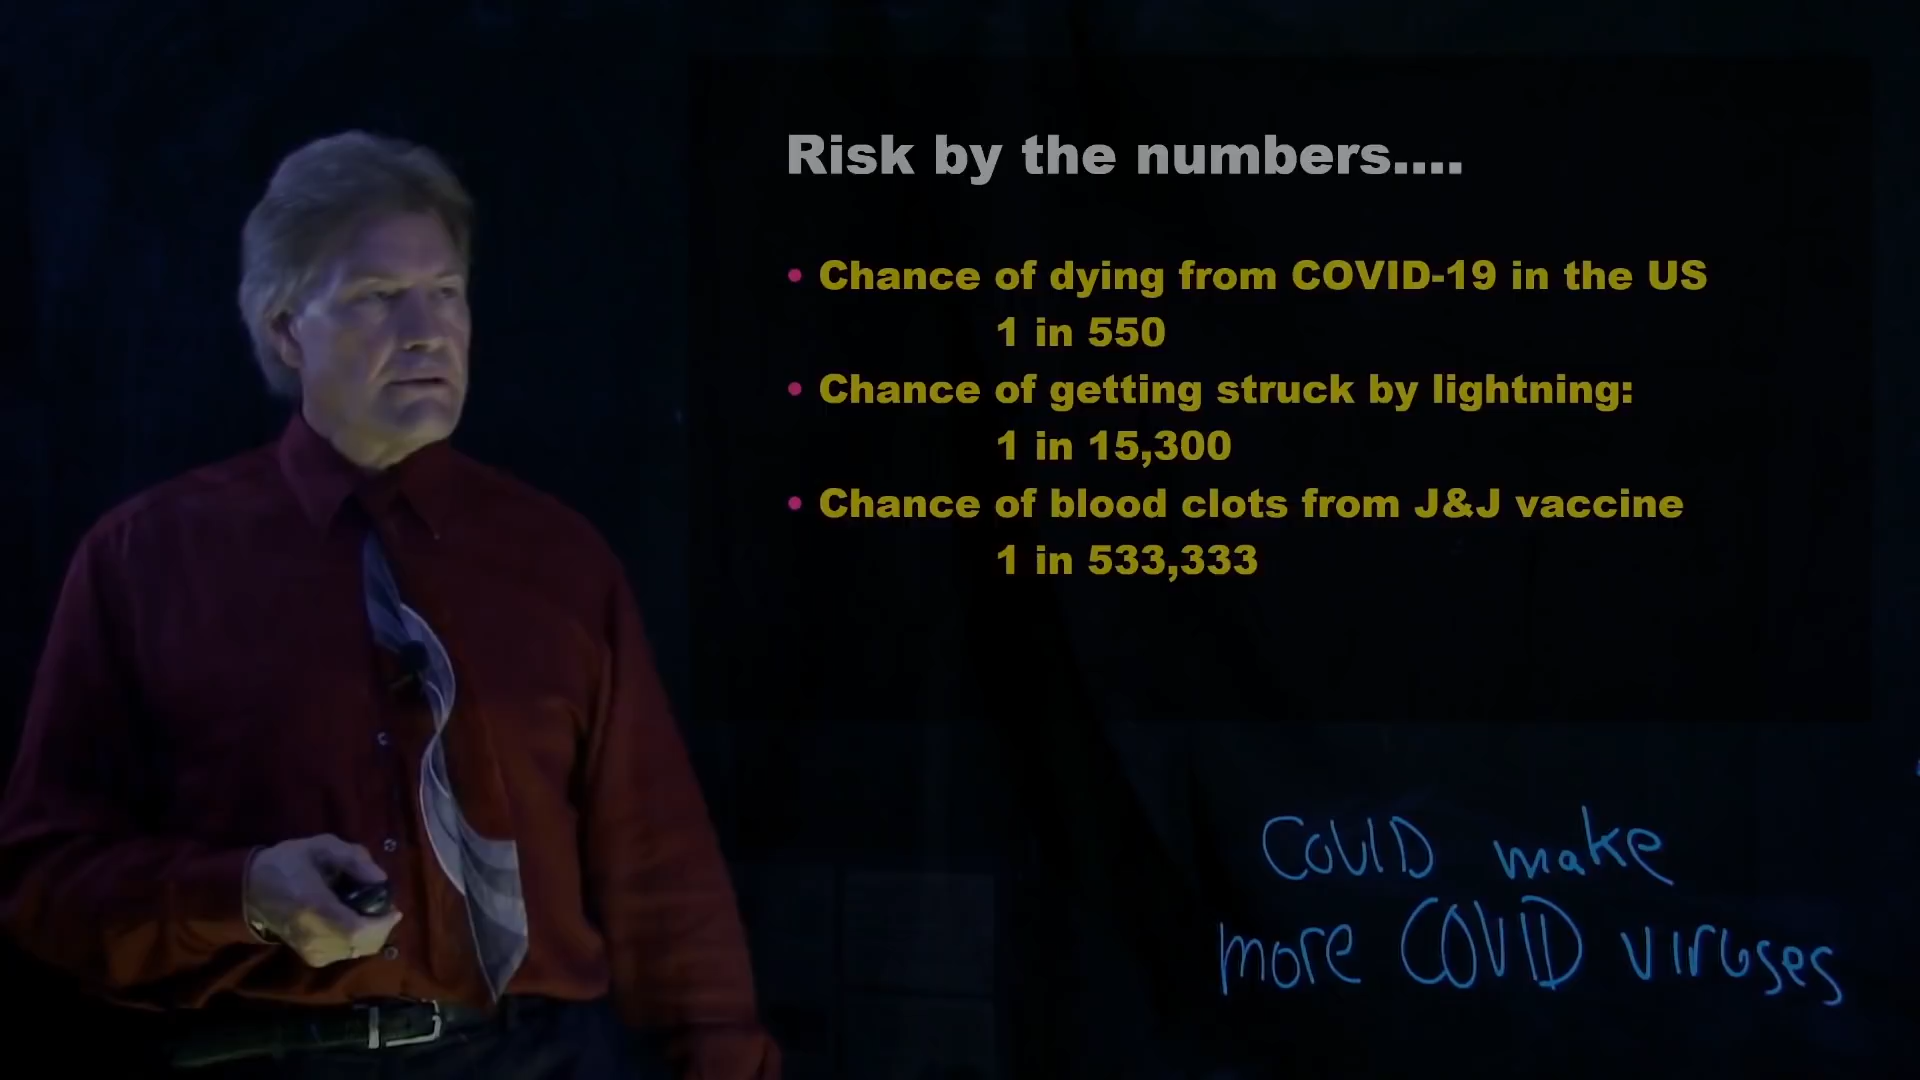 Risk by the numbers....
• Chance of dying from COVID-19 in the US
1 in 550
• Chance of getting struck by lightning:
1 in 15,300
• Chance of blood clots from J&J vaccine
1 in 533,333
COVID make
more COVID viruses